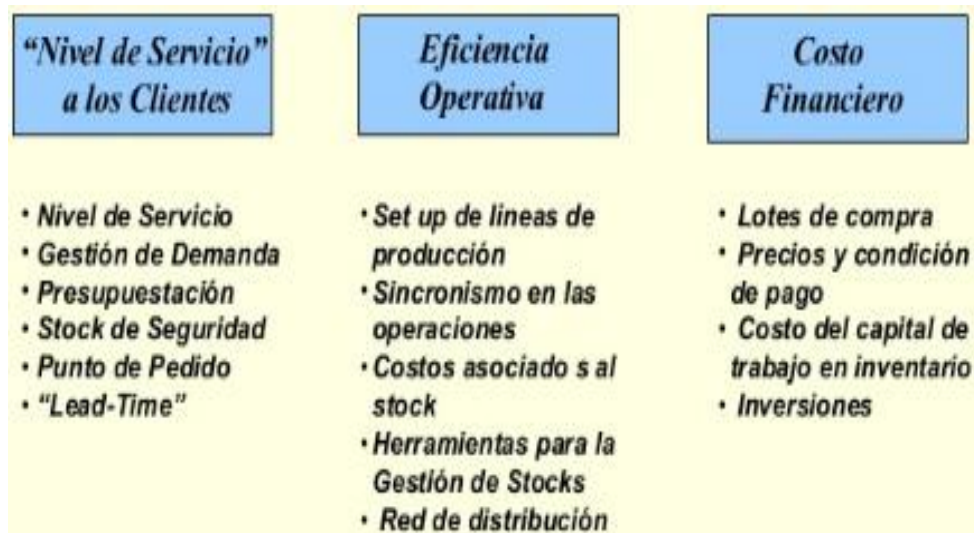 “Nivel de Servicio”
a los Clientes
• Nivel de Servicio
• Gestión de Demanda
• Presupuestación
• Stock de Seguridad
• Punto de Pedido
• “Lead-Time”
Eficiencia
Operativa
• Set up de lineas de
producción
• Sincronismo en las
operaciones
• Costos asociado s al
stock
• Herramientas para la
Gestión de Stocks
• Red de distribución
Costo
Financiero
• Lotes de compra
• Precios y condición
de pago
• Costo del capital de
trabajo en inventario
• Inversiones